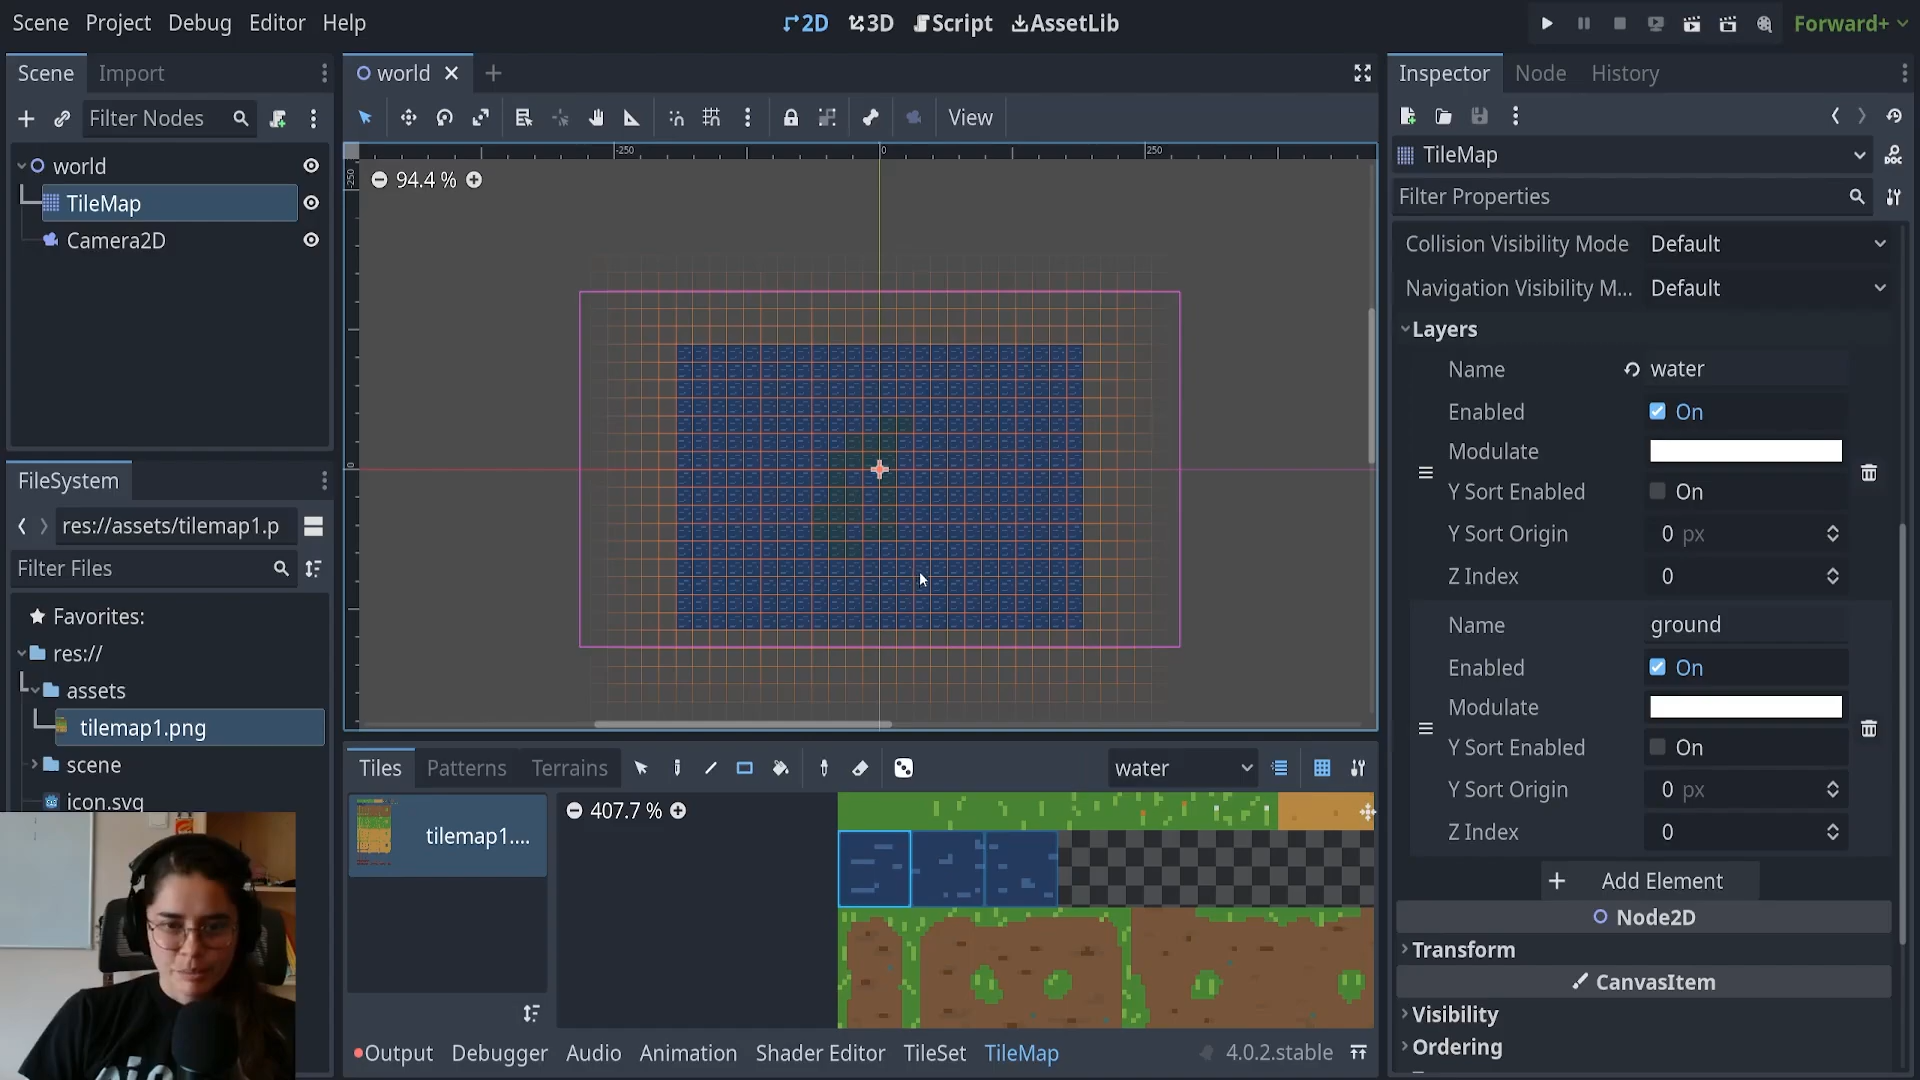 Scene Project Debug Editor Help
2D 3D Script AssetLib
Forward+
Scene Import
Filter Nodes
world
TileMap
Camera2D
FileSystem
res://assets/tilemap1.p
Filter Files
Favorites:
res://
assets
tilemap1.png
scene
icon.svg
world
View
-250 0 250
-250
0
94.4 %
Tiles Patterns Terrains
water
tilemap1....
407.7 %
Output Debugger Audio Animation Shader Editor TileSet TileMap
4.0.2.stable
Inspector Node History
TileMap
Filter Properties
Collision Visibility Mode Default
Navigation Visibility M... Default
Layers
Name water
Enabled On
Modulate
Y Sort Enabled On
Y Sort Origin 0 px
Z Index 0
Name ground
Enabled On
Modulate
Y Sort Enabled On
Y Sort Origin 0 px
Z Index 0
Add Element
Node2D
Transform
CanvasItem
Visibility
Ordering